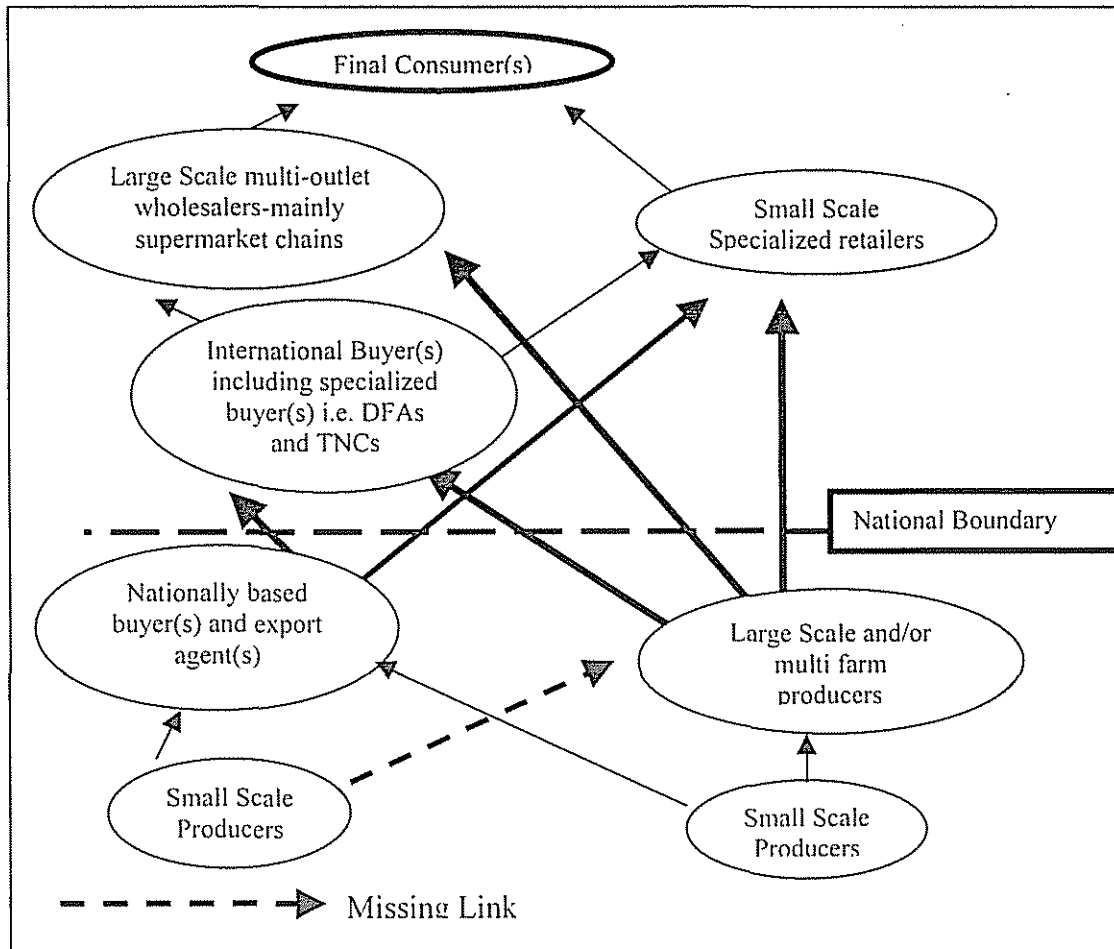 Final Consumer(s)
Large Scale multi-outlet
wholesalers-mainly
supermarket chains
Small Scale
Specialized retailers
International Buyer(s)
including specialized
buyer(s) i.e. DFAs
and TNCs
National Boundary
Nationally based
buyer(s) and export
agent(s)
Large Scale and/or
multi farm
producers
Small Scale
Producers
Small Scale
Producers
Missing Link